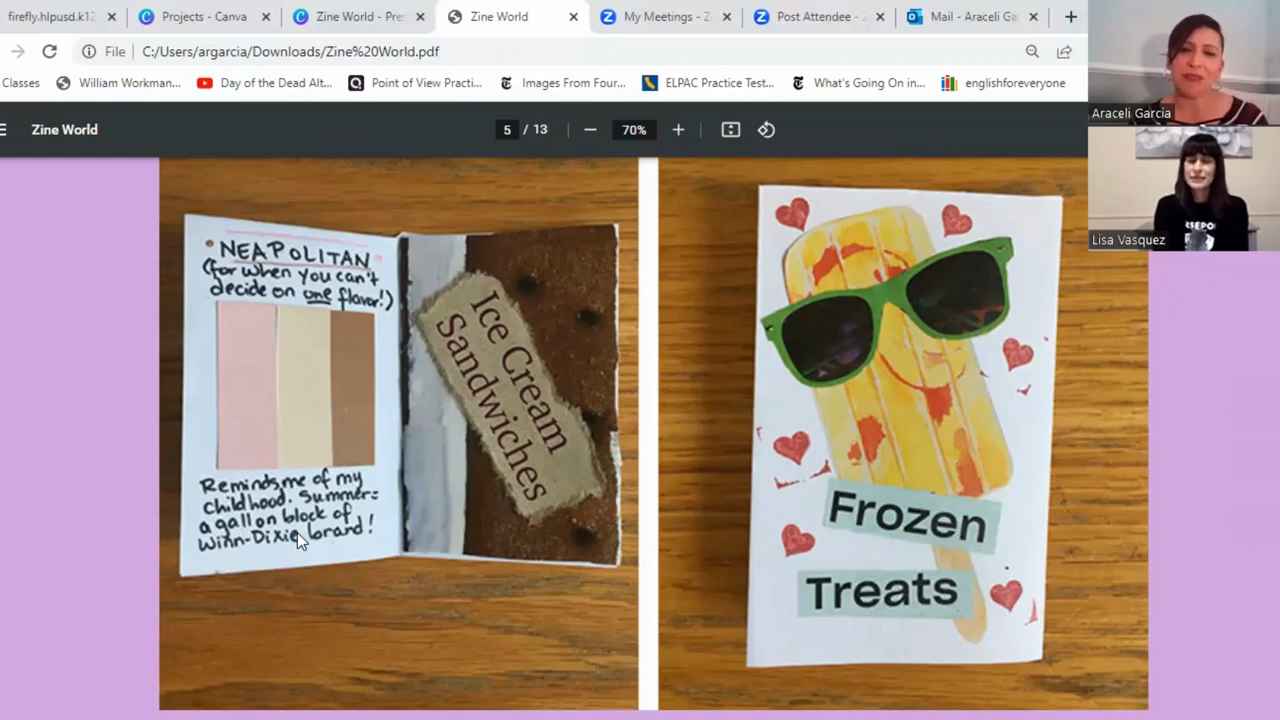 firefly.hlpusd.k12
Projects - Canva
Zine World - Pres
Zine World
My Meetings - Z
Post Attendee - Z
Mail - Araceli Ga
File
C:/Users/argarcia/Downloads/Zine%20World.pdf
Classes
William Workman...
Day of the Dead Alt...
Point of View Practi...
Images From Four...
ELPAC Practice Test...
What's Going On in...
englishforeveryone
Zine World
5 / 13
70%
NEAPOLITAN
(for when you can't
decide on one flavor!)
Reminds me of my
childhood. Summer=
a gallon block of
Winn-Dixie brand!
Ice Cream
Sandwiches
Frozen
Treats
Araceli Garcia
Lisa Vasquez